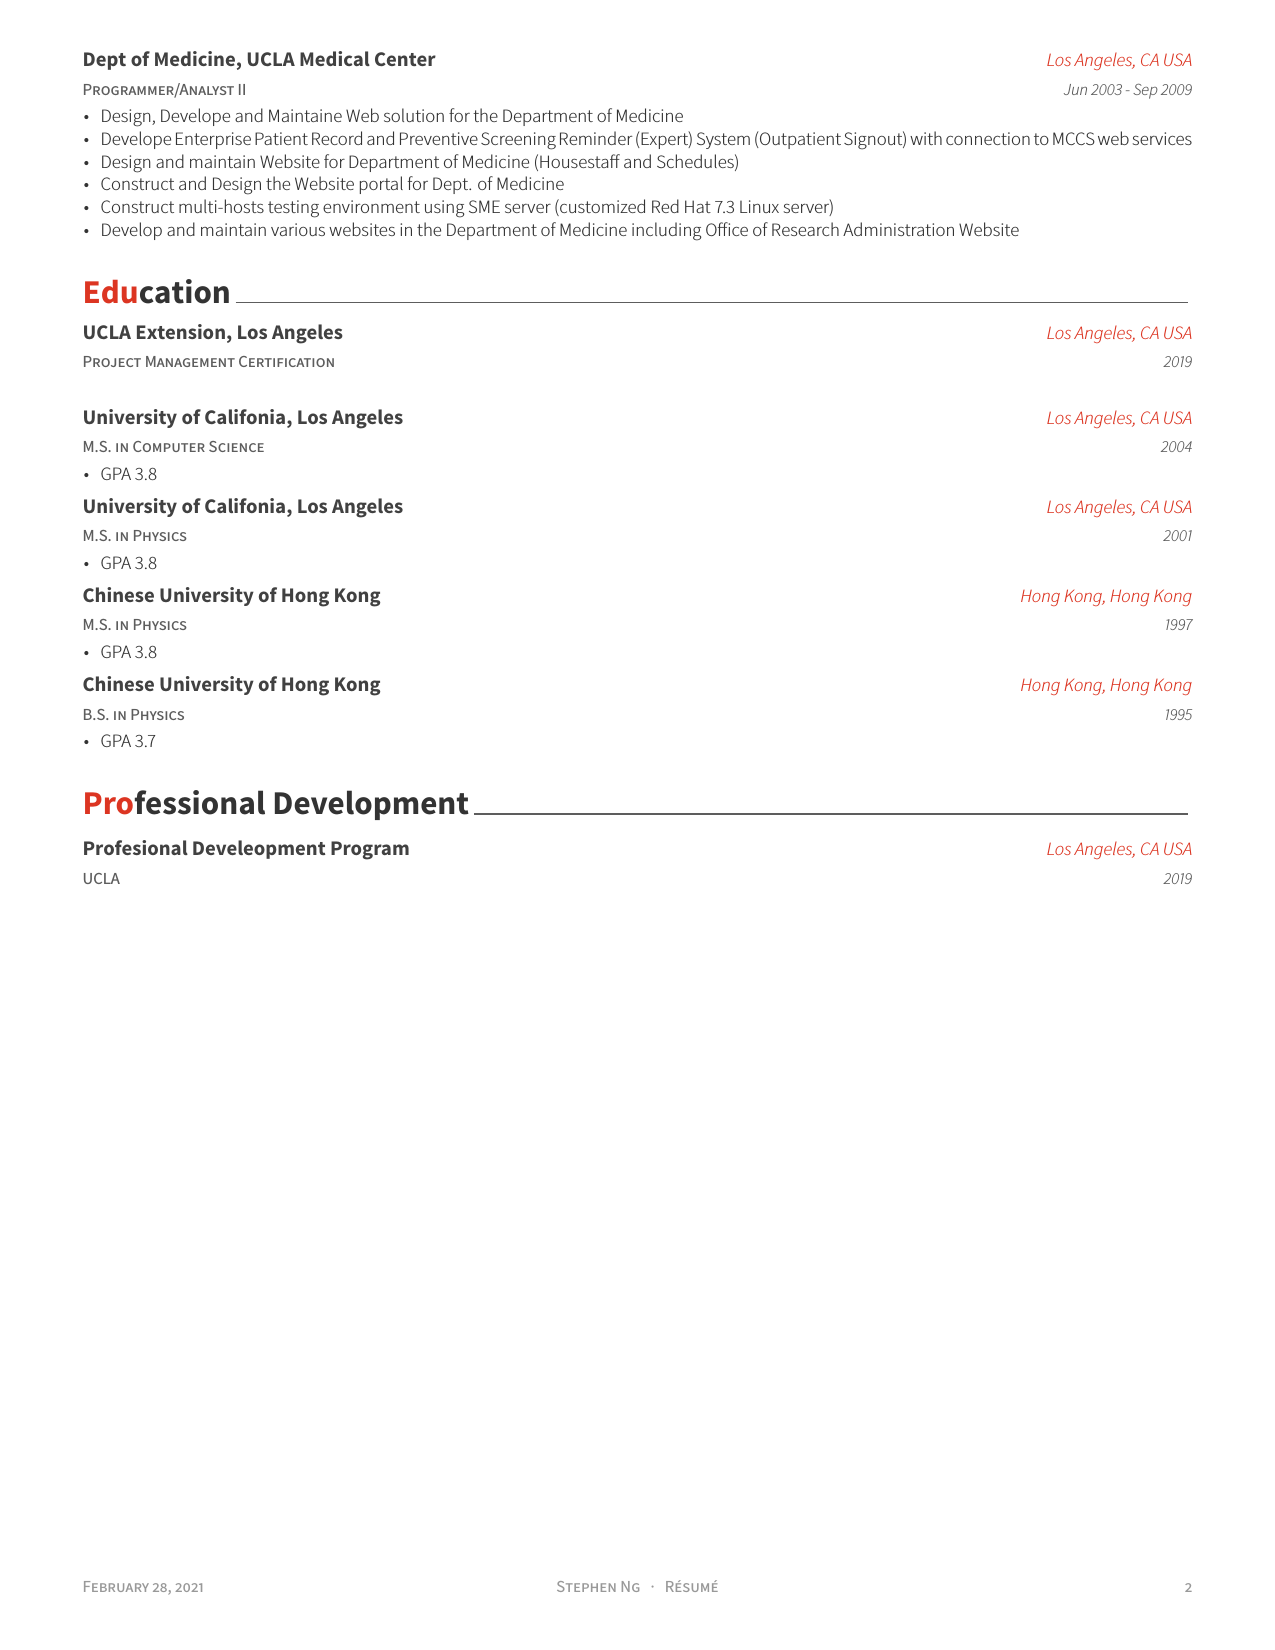 Dept of Medicine, UCLA Medical Center Los Angeles, CA USA
Programmer/Analyst II Jun 2003 - Sep 2009
• Design, Develope and Maintaine Web solution for the Department of Medicine
• Develope Enterprise Patient Record and Preventive Screening Reminder (Expert) System (Outpatient Signout) with connection to MCCS web services
• Design and maintain Website for Department of Medicine (Housestaff and Schedules)
• Construct and Design the Website portal for Dept. of Medicine
• Construct multi-hosts testing environment using SME server (customized Red Hat 7.3 Linux server)
• Develop and maintain various websites in the Department of Medicine including Office of Research Administration Website
Education
UCLA Extension, Los Angeles Los Angeles, CA USA
Project Management Certification 2019
University of Califonia, Los Angeles Los Angeles, CA USA
M.S. in Computer Science 2004
• GPA 3.8
University of Califonia, Los Angeles Los Angeles, CA USA
M.S. in Physics 2001
• GPA 3.8
Chinese University of Hong Kong Hong Kong, Hong Kong
M.S. in Physics 1997
• GPA 3.8
Chinese University of Hong Kong Hong Kong, Hong Kong
B.S. in Physics 1995
• GPA 3.7
Professional Development
Profesional Develeopment Program Los Angeles, CA USA
UCLA 2019
February 28, 2021 Stephen Ng · Résumé 2